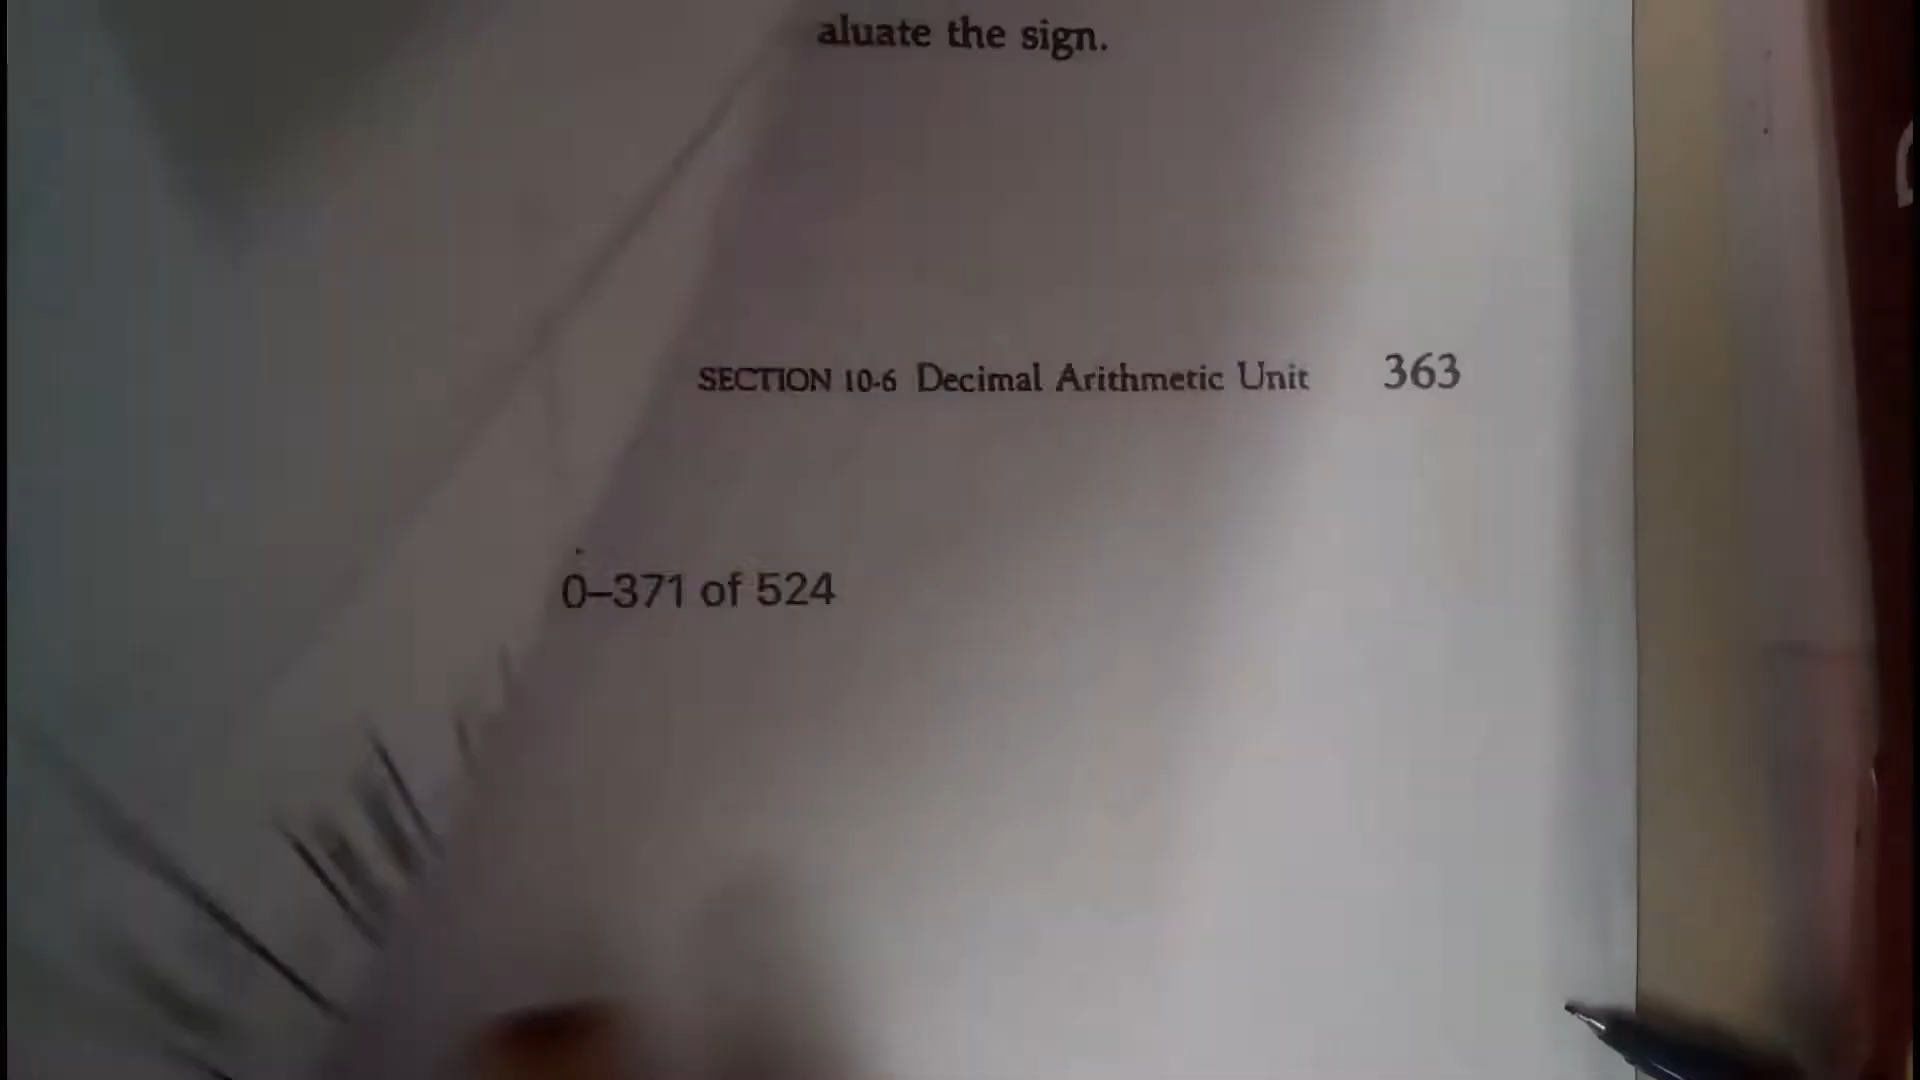 aluate the sign.
SECTION 10-6 Decimal Arithmetic Unit 363
0–371 of 524